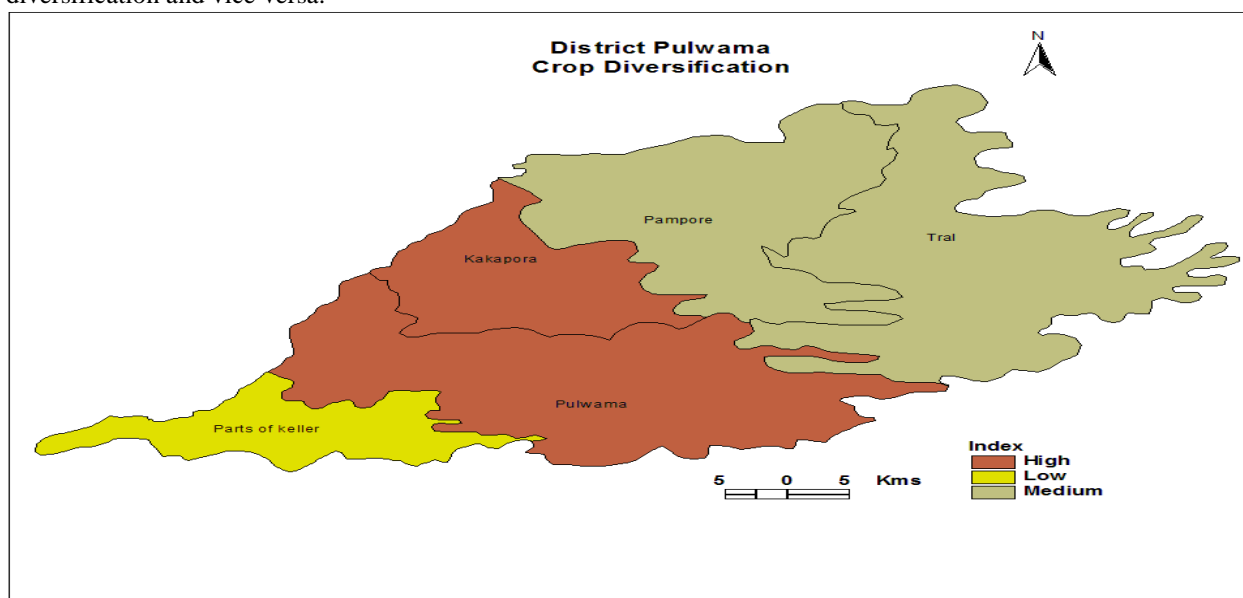 diversification and vice versa.
District Pulwama
Crop Diversification
N
Pampore
Tral
Kakapora
Pulwama
Parts of keller
Index
High
Low
Medium
5 0 5 Kms